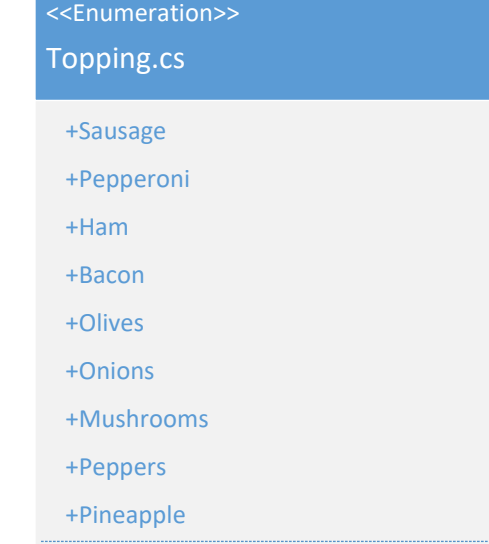 <<Enumeration>>
Topping.cs
+Sausage
+Pepperoni
+Ham
+Bacon
+Olives
+Onions
+Mushrooms
+Peppers
+Pineapple